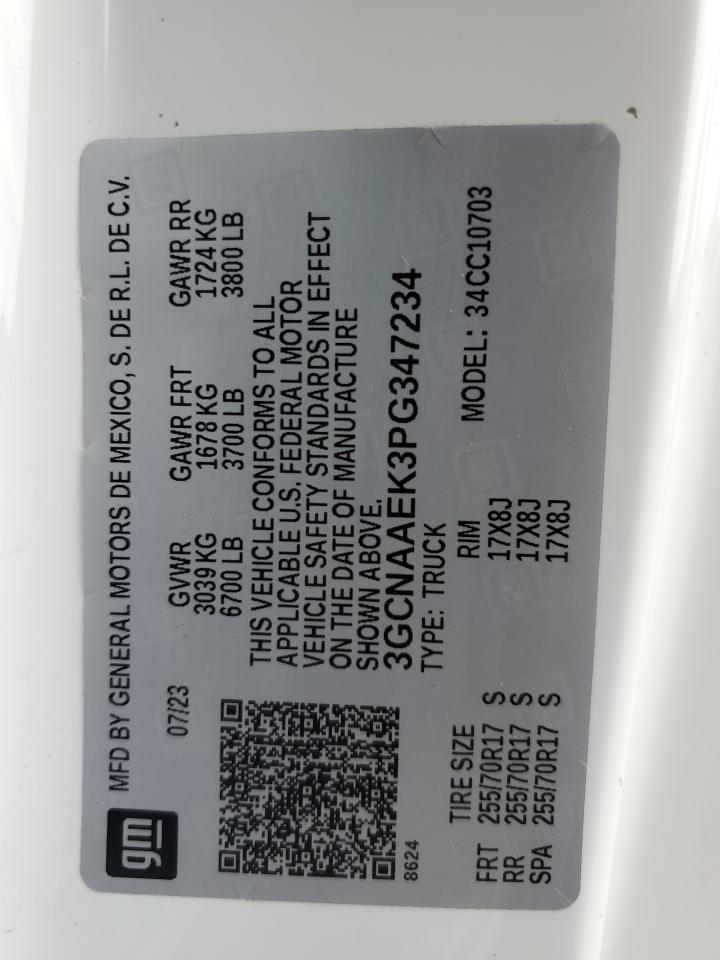 gm
MFD BY GENERAL MOTORS DE MEXICO, S. DE R.L. DE C.V.
07/23
GVWR GAWR FRT GAWR RR
3039 KG 1678 KG 1724 KG
6700 LB 3700 LB 3800 LB
THIS VEHICLE CONFORMS TO ALL
APPLICABLE U.S. FEDERAL MOTOR
VEHICLE SAFETY STANDARDS IN EFFECT
ON THE DATE OF MANUFACTURE
SHOWN ABOVE.
3GCNAAEK3PG347234
8624
TYPE: TRUCK
MODEL: 34CC10703
TIRE SIZE RIM
FRT 255/70R17 S 17X8J
RR 255/70R17 S 17X8J
SPA 255/70R17 S 17X8J